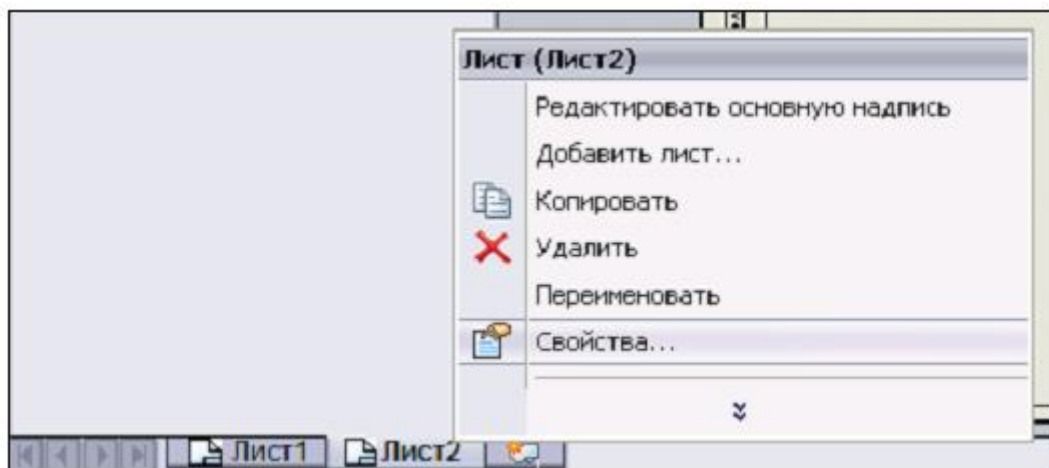 Лист (Лист2)
Редактировать основную надпись
Добавить лист...
Копировать
Удалить
Переименовать
Свойства...
Лист1 Лист2